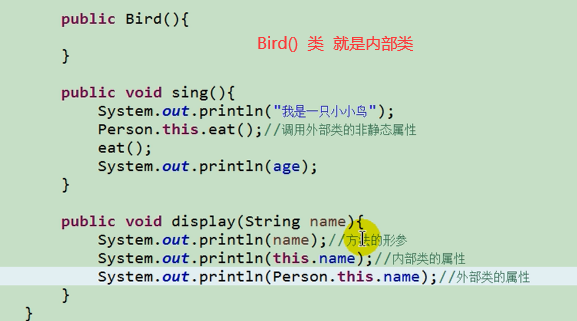 public Bird(){
Bird() 类 就是内部类
}
public void sing(){
System.out.println("我是一只小小鸟");
Person.this.eat();//调用外部类的非静态属性
eat();
System.out.println(age);
}
public void display(String name){
System.out.println(name);//方法的形参
System.out.println(this.name);//内部类的属性
System.out.println(Person.this.name);//外部类的属性
}
}